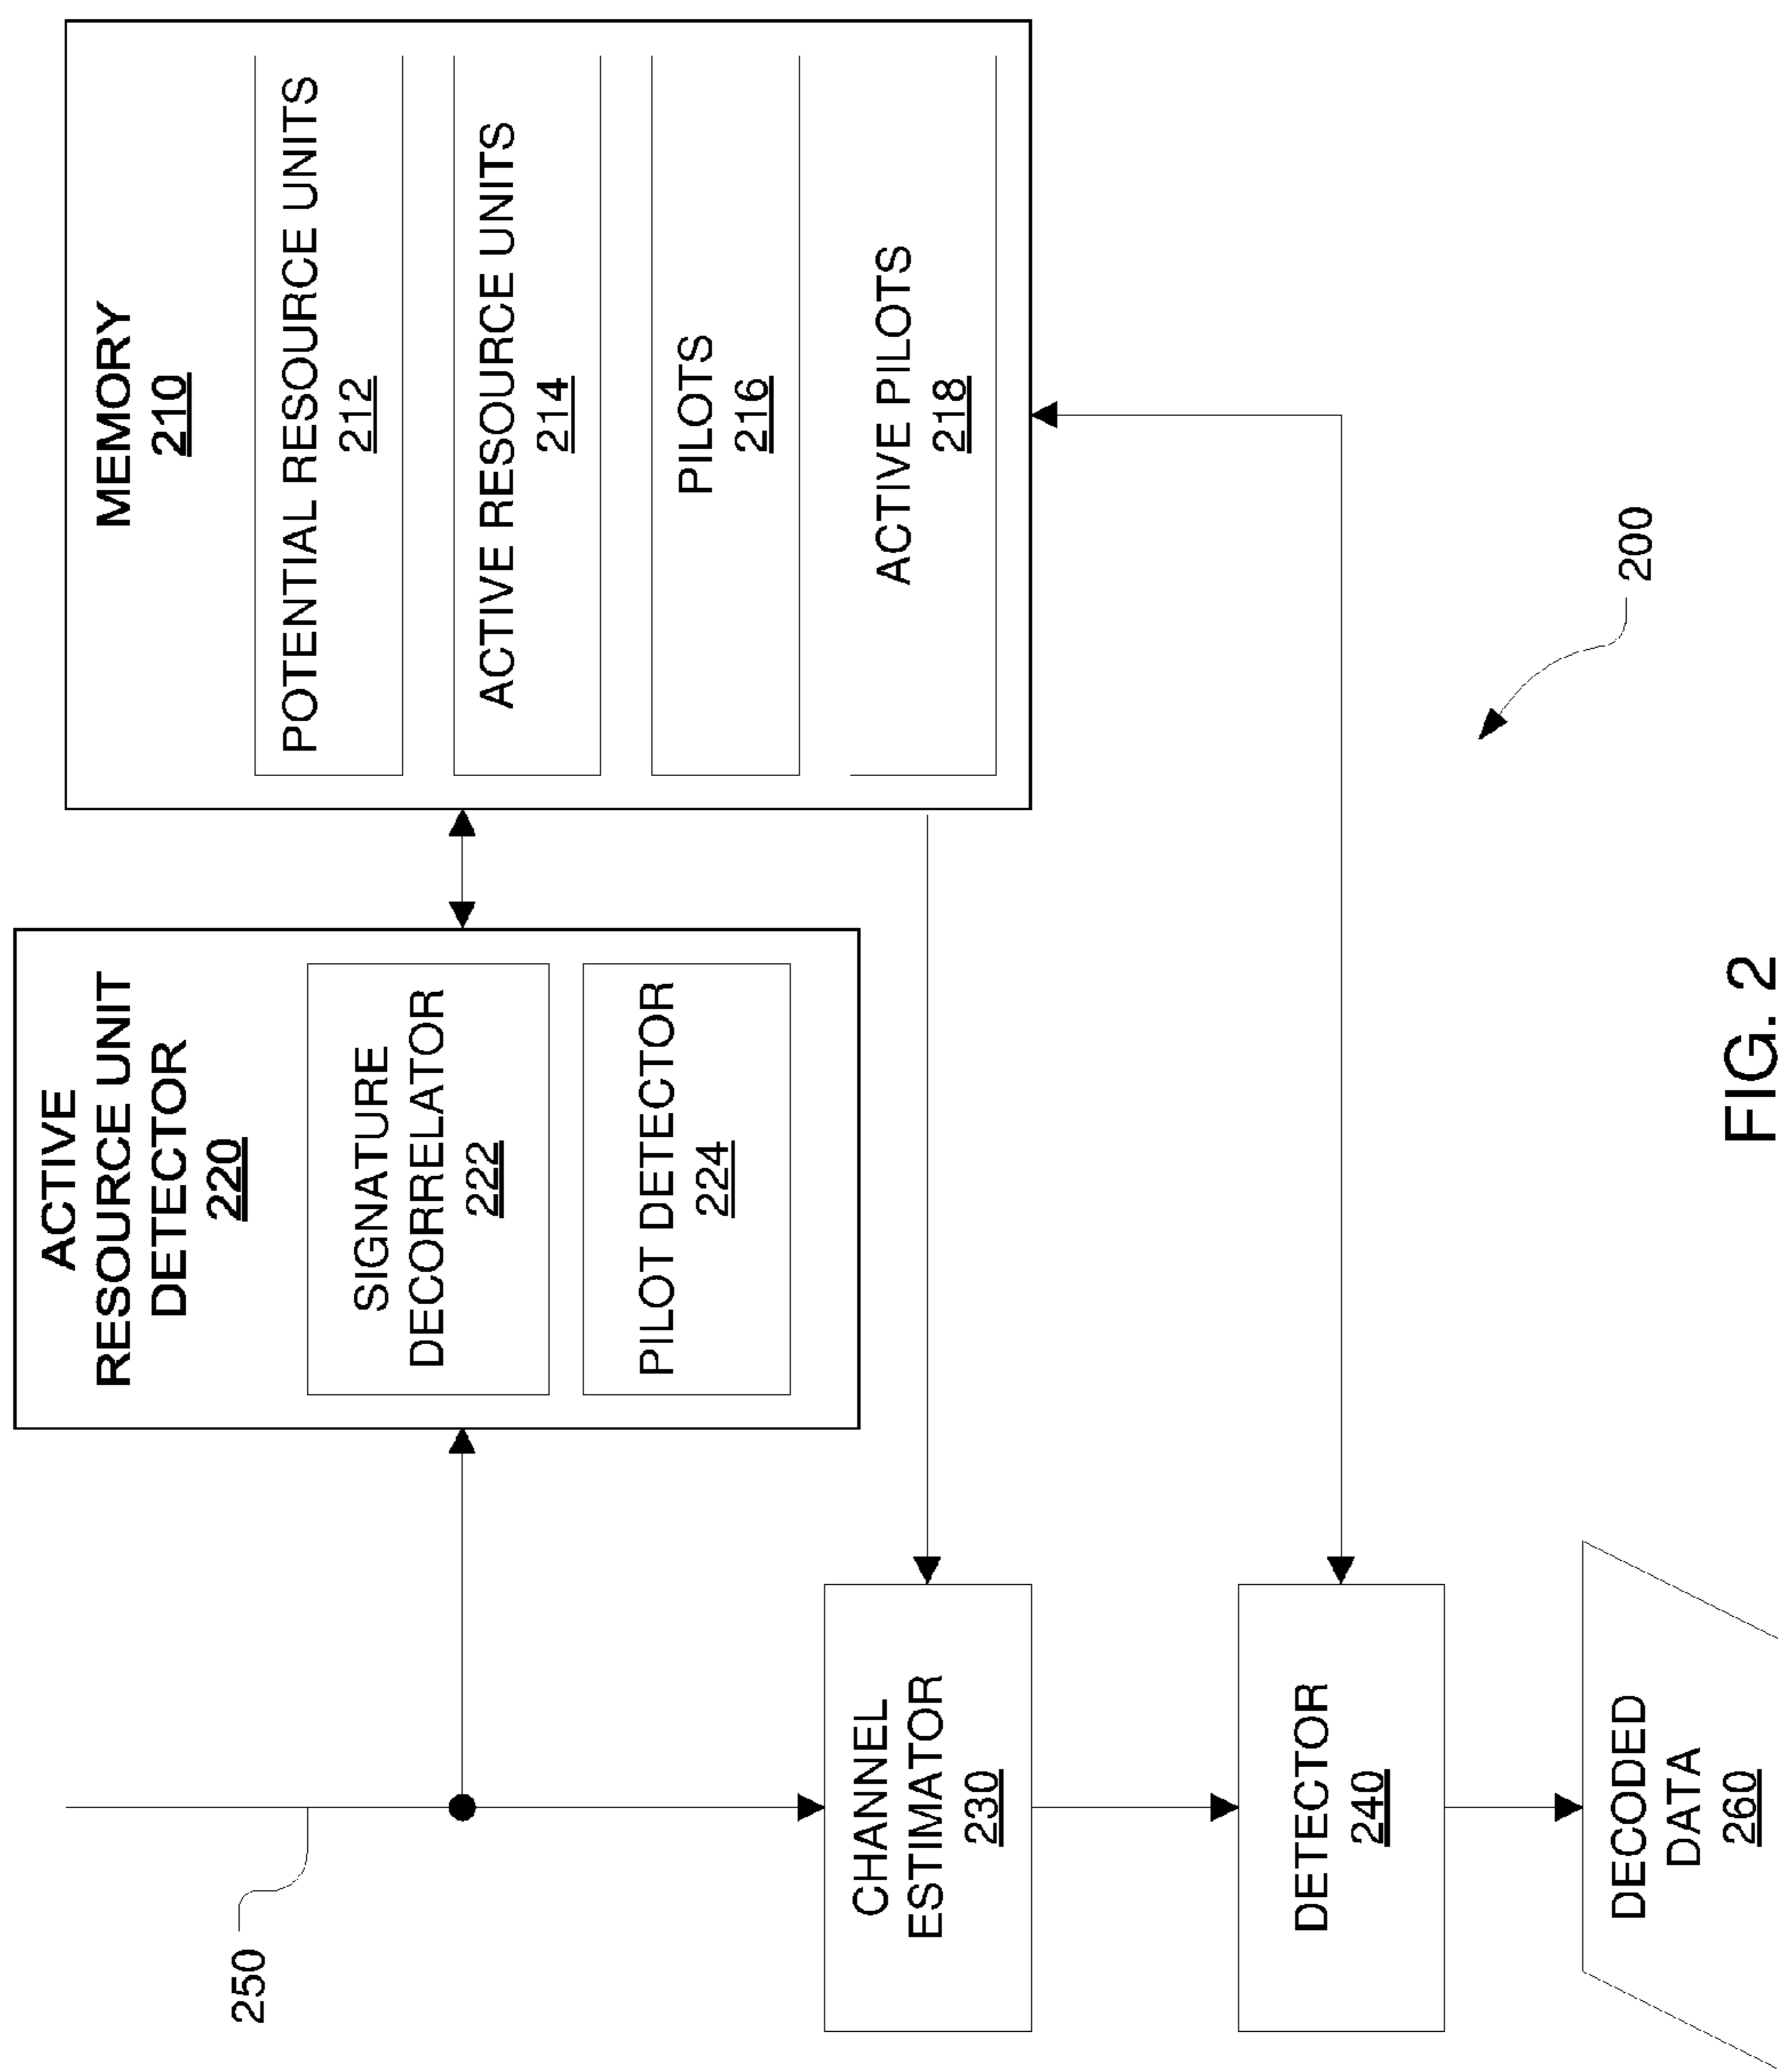 250
ACTIVE
RESOURCE UNIT
DETECTOR
220
SIGNATURE
DECORRELATOR
222
PILOT DETECTOR
224
MEMORY
210
POTENTIAL RESOURCE UNITS
212
ACTIVE RESOURCE UNITS
214
PILOTS
216
ACTIVE PILOTS
218
CHANNEL
ESTIMATOR
230
DETECTOR
240
DECODED
DATA
260
200
FIG. 2